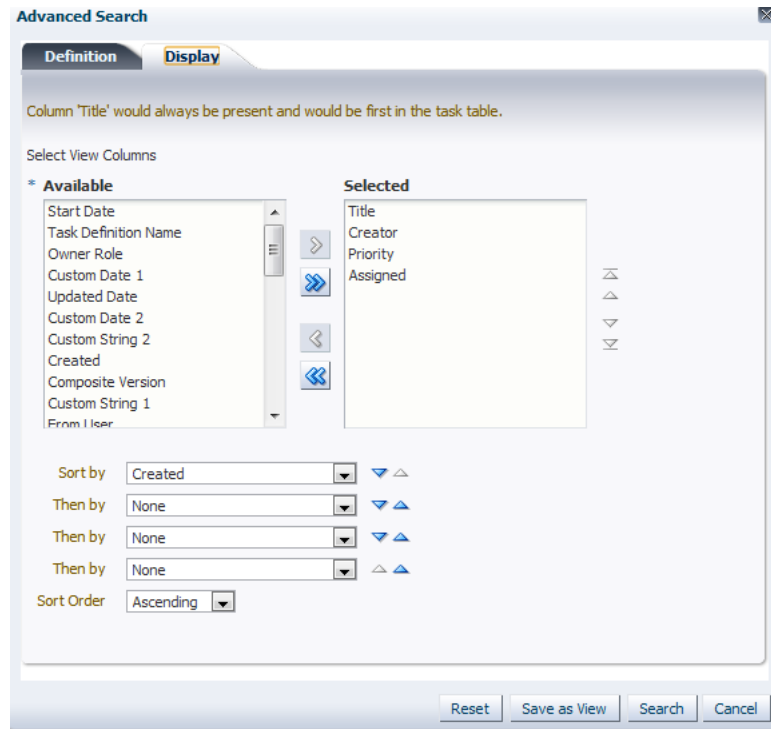 Advanced Search
Definition Display
Column 'Title' would always be present and would be first in the task table.
Select View Columns
* Available
Start Date
Task Definition Name
Owner Role
Custom Date 1
Updated Date
Custom Date 2
Custom String 2
Created
Composite Version
Custom String 1
From User
Selected
Title
Creator
Priority
Assigned
Sort by Created
Then by None
Then by None
Then by None
Sort Order Ascending
Reset Save as View Search Cancel